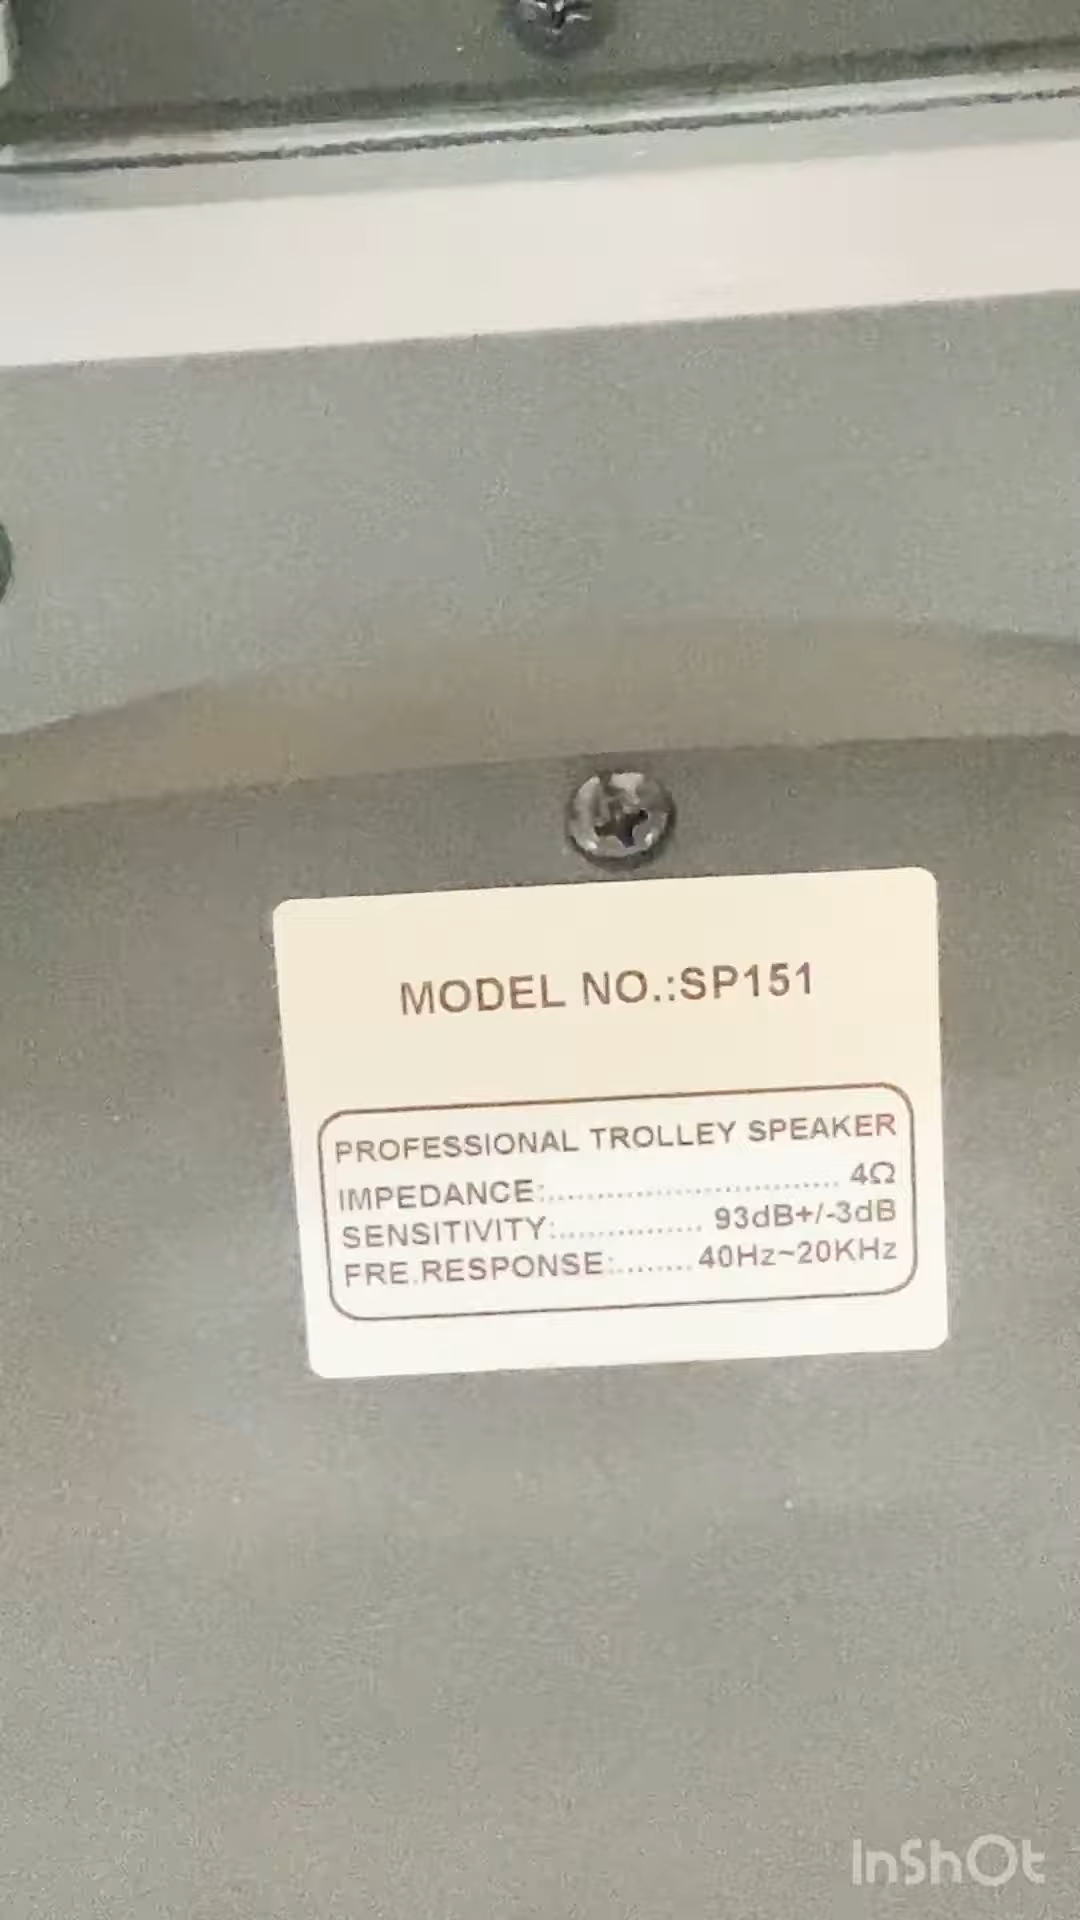 MODEL NO.:SP151
PROFESSIONAL TROLLEY SPEAKER
IMPEDANCE:.............................. 4Ω
SENSITIVITY:............... 93dB+/-3dB
FRE.RESPONSE:........ 40Hz~20KHz
InShOt